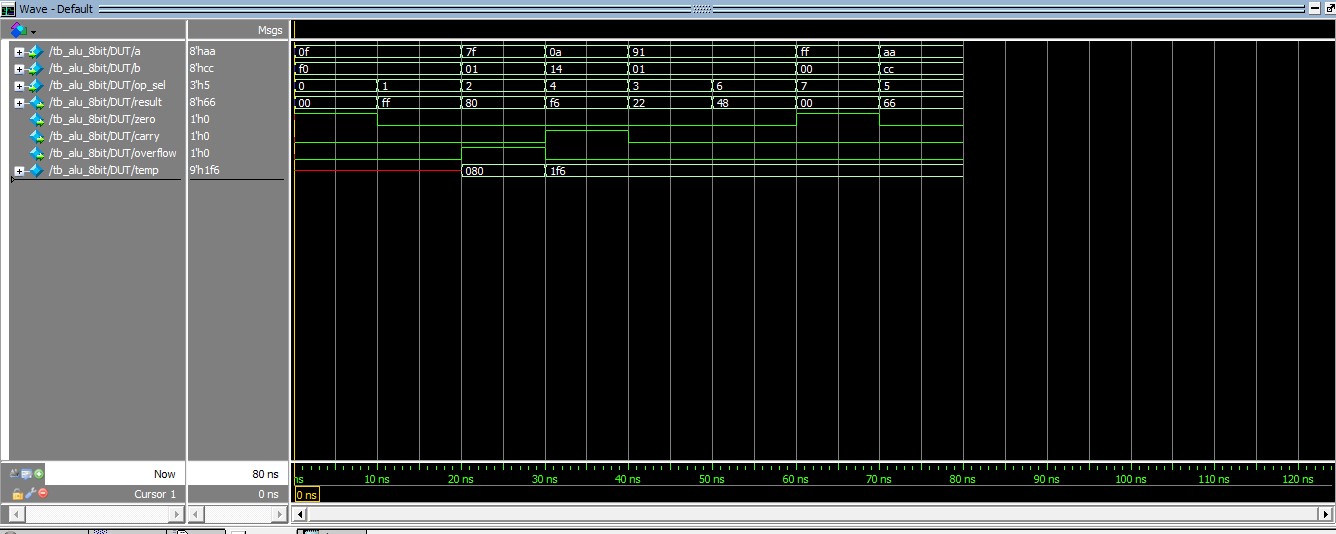 Wave - Default
Msgs
/tb_alu_8bit/DUT/a 8'haa 0f 7f 0a 91 ff aa
/tb_alu_8bit/DUT/b 8'hcc f0 01 14 01 00 cc
/tb_alu_8bit/DUT/op_sel 3'h5 0 1 2 4 3 6 7 5
/tb_alu_8bit/DUT/result 8'h66 00 ff 80 f6 22 48 00 66
/tb_alu_8bit/DUT/zero 1'h0
/tb_alu_8bit/DUT/carry 1'h0
/tb_alu_8bit/DUT/overflow 1'h0
/tb_alu_8bit/DUT/temp 9'h1f6 080 1f6
Now 80 ns ns 10 ns 20 ns 30 ns 40 ns 50 ns 60 ns 70 ns 80 ns 90 ns 100 ns 110 ns 120 ns
Cursor 1 0 ns 0 ns